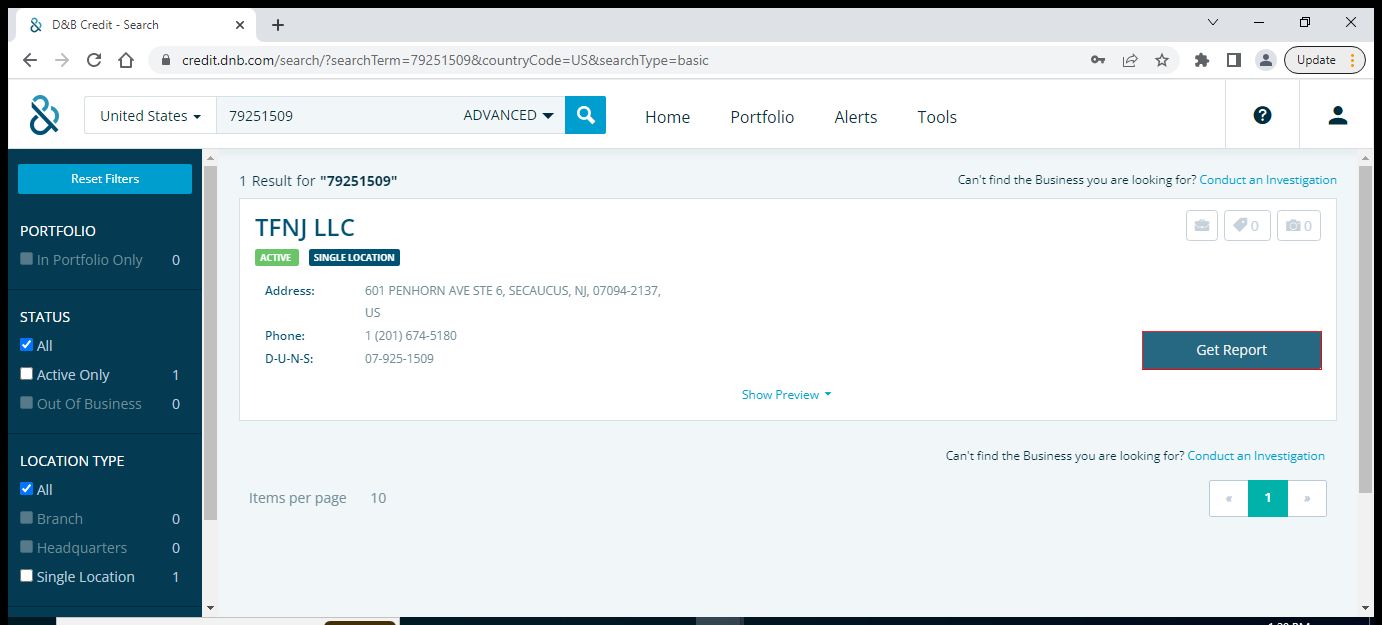 D&B Credit - Search
credit.dnb.com/search/?searchTerm=79251509&countryCode=US&searchType=basic
Update
United States
79251509
ADVANCED
Home
Portfolio
Alerts
Tools
Reset Filters
PORTFOLIO
In Portfolio Only 0
STATUS
All
Active Only 1
Out Of Business 0
LOCATION TYPE
All
Branch 0
Headquarters 0
Single Location 1
1 Result for "79251509"
Can't find the Business you are looking for? Conduct an Investigation
TFNJ LLC
0
0
ACTIVE SINGLE LOCATION
Address: 601 PENHORN AVE STE 6, SECAUCUS, NJ, 07094-2137,
US
Phone: 1 (201) 674-5180
D-U-N-S: 07-925-1509
Get Report
Show Preview
Can't find the Business you are looking for? Conduct an Investigation
Items per page 10
« 1 »